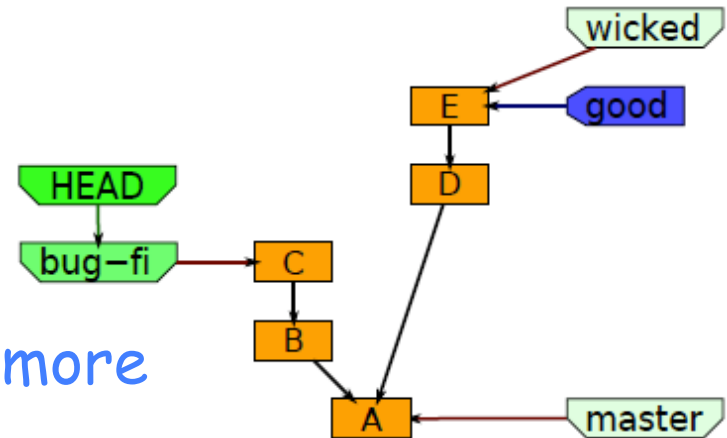 wicked
E
good
HEAD
D
bug-fi
C
B
more
A
master